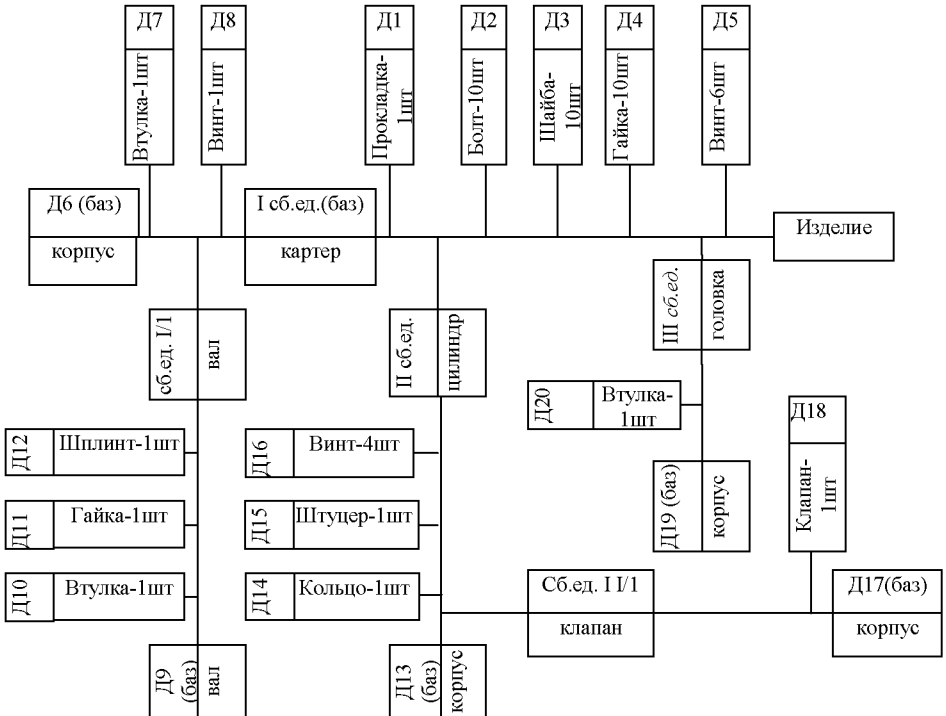 Д7
Втулка-1шт
Д8
Винт-1шт
Д1
Прокладка-
1шт
Д2
Болт-10шт
Д3
Шайба-
10шт
Д4
Гайка-10шт
Д5
Винт-6шт
Д6 (баз)
корпус
I сб.ед.(баз)
картер
Изделие
сб.ед. I/1
вал
II сб.ед.
цилиндр
III сб.ед.
головка
Д20
Втулка-
1шт
Д18
Клапан-
1шт
Д12
Шплинт-1шт
Д16
Винт-4шт
Д19 (баз)
корпус
Д11
Гайка-1шт
Д15
Штуцер-1шт
Д10
Втулка-1шт
Д14
Кольцо-1шт
Сб.ед. I I/1
клапан
Д17(баз)
корпус
Д9
(баз)
вал
Д13
(баз)
корпус